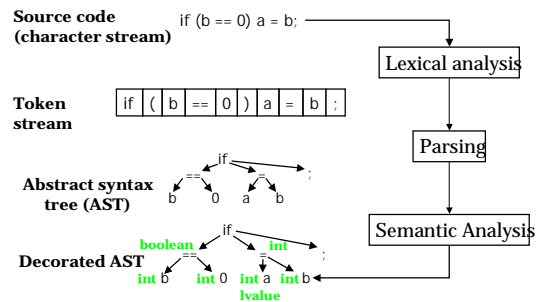 Source code
(character stream)
if (b == 0) a = b;
Lexical analysis
Token
stream
if ( b == 0 ) a = b ;
Parsing
Abstract syntax
tree (AST)
if
== = ;
b 0 a b
Semantic Analysis
Decorated AST
if
boolean int
== = ;
int b int 0 int a int b
lvalue